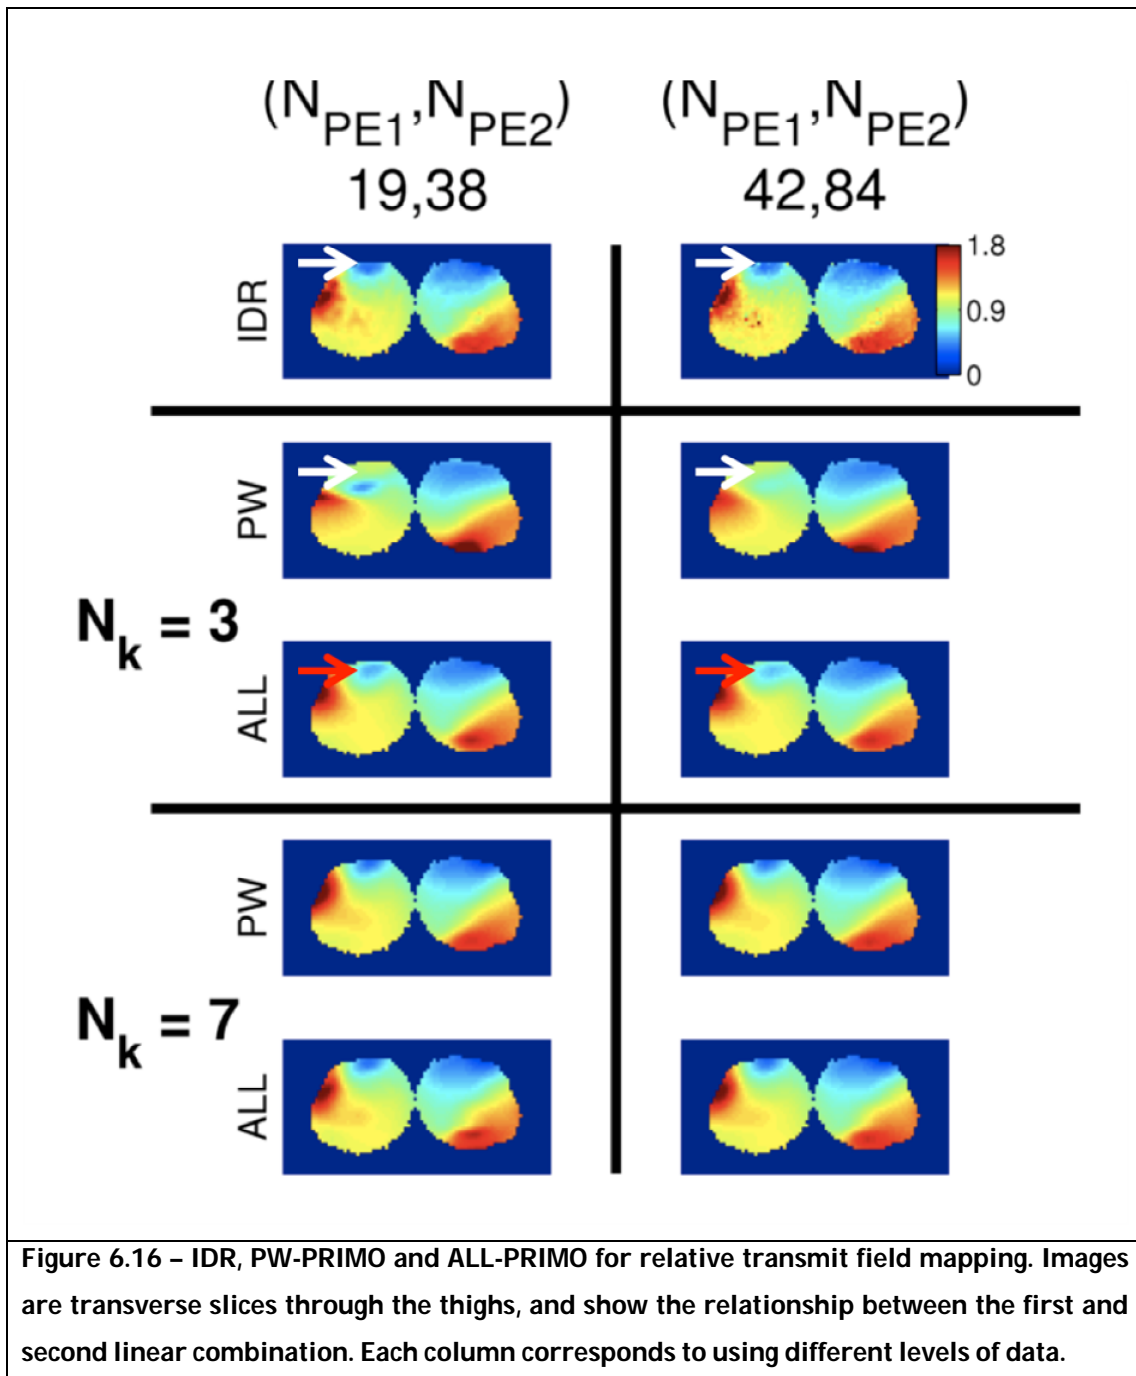 (N_PE1,N_PE2) (N_PE1,N_PE2)
19,38 42,84
IDR
1.8
0.9
0
PW
N_k = 3
ALL
PW
N_k = 7
ALL
Figure 6.16 – IDR, PW-PRIMO and ALL-PRIMO for relative transmit field mapping. Images
are transverse slices through the thighs, and show the relationship between the first and
second linear combination. Each column corresponds to using different levels of data.